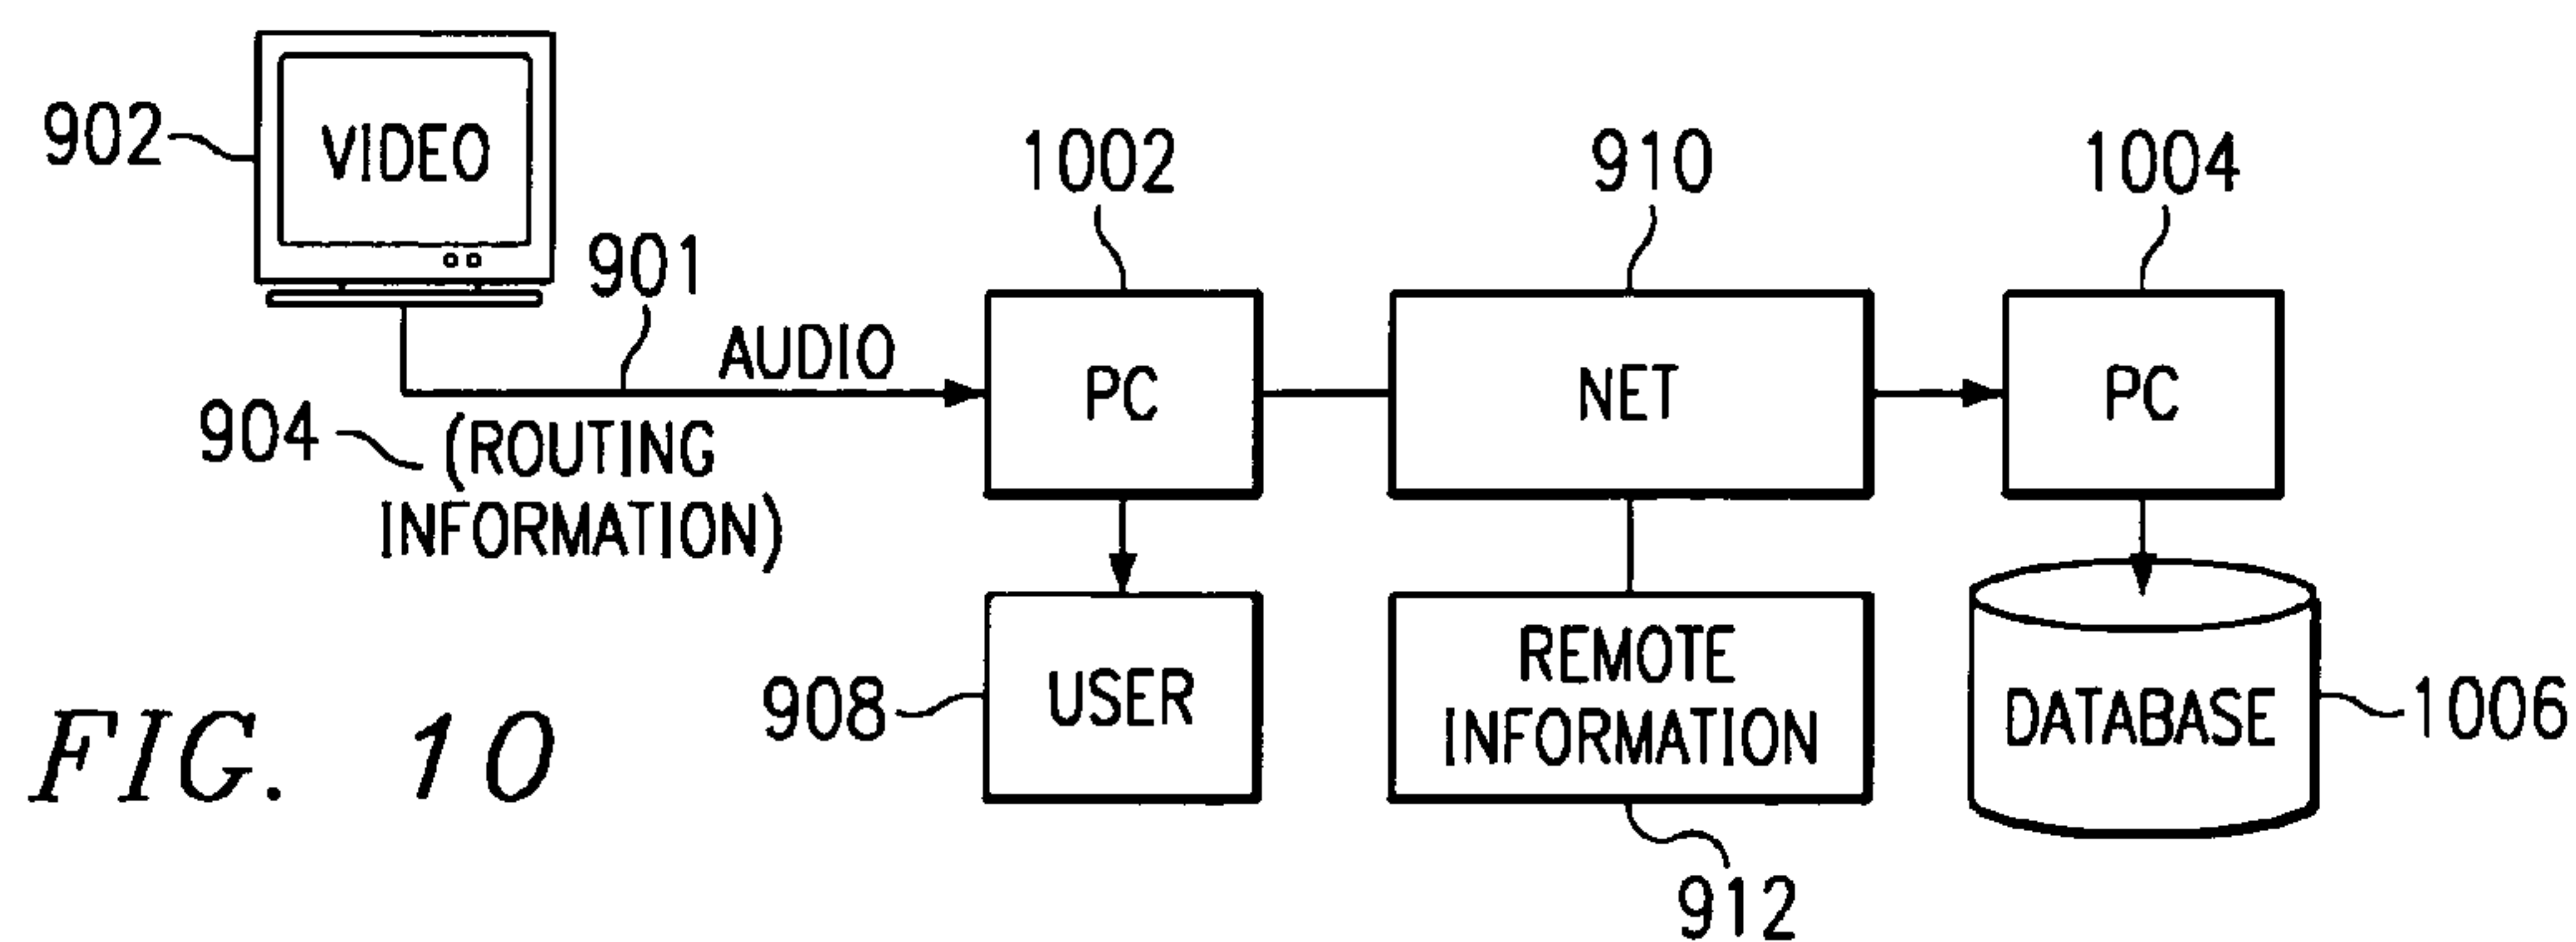 902
VIDEO
901
AUDIO
904
(ROUTING
INFORMATION)
1002
PC
910
NET
1004
PC
908
USER
REMOTE
INFORMATION
912
DATABASE
1006
FIG. 10